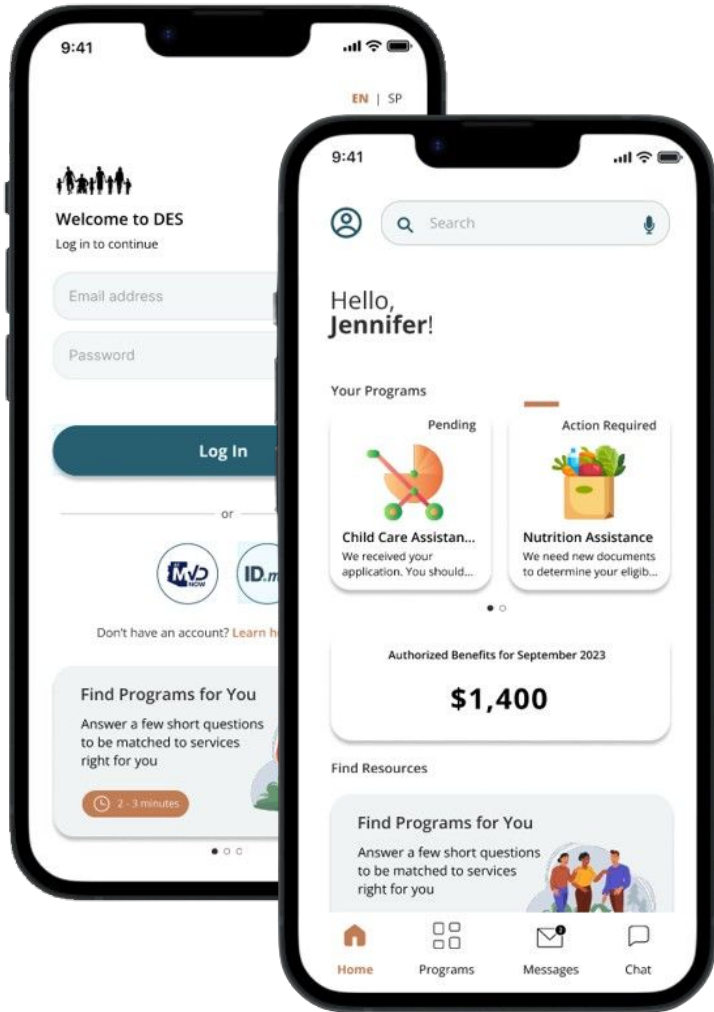 9:41
EN | SP
Welcome to DES
Log in to continue
Email address
Password
Log In
or
MVD
NOW
ID.m
Don't have an account? Learn h
Find Programs for You
Answer a few short questions
to be matched to services
right for you
2 - 3 minutes
9:41
Search
Hello,
Jennifer!
Your Programs
Pending
Child Care Assistan...
We received your
application. You should...
Action Required
Nutrition Assistance
We need new documents
to determine your eligib...
Authorized Benefits for September 2023
$1,400
Find Resources
Find Programs for You
Answer a few short questions
to be matched to services
right for you
Home
Programs
Messages
Chat